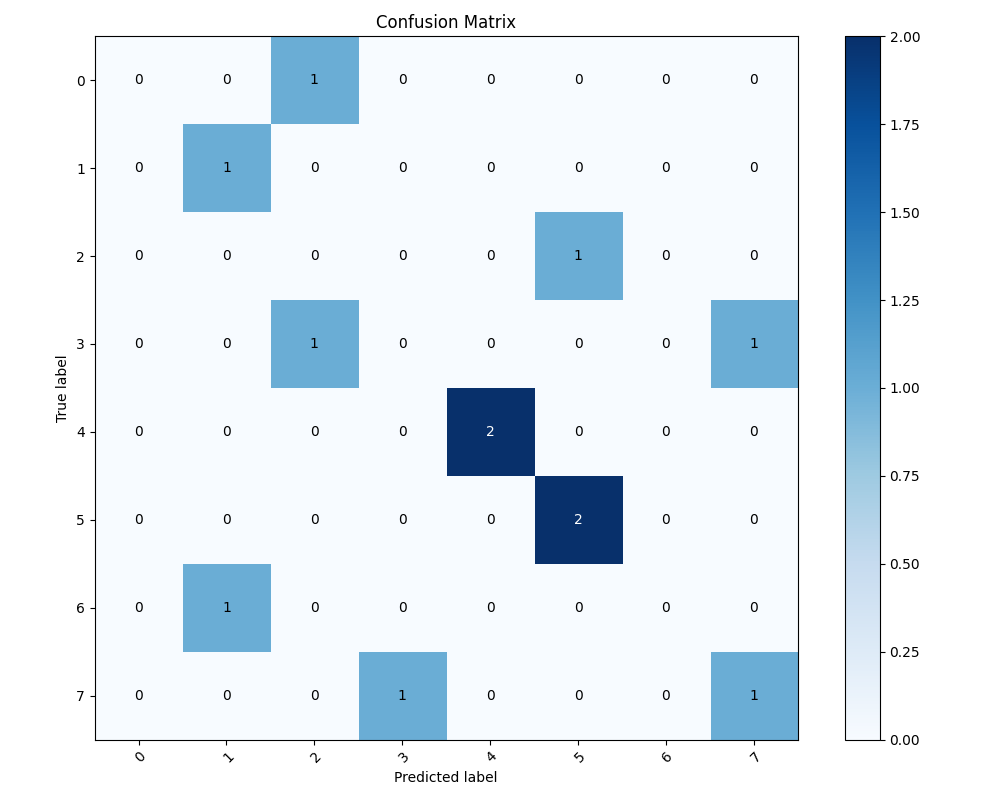 Confusion Matrix
True label
0 0 0 1 0 0 0 0 0
1 0 1 0 0 0 0 0 0
2 0 0 0 0 0 1 0 0
3 0 0 1 0 0 0 0 1
4 0 0 0 0 2 0 0 0
5 0 0 0 0 0 2 0 0
6 0 1 0 0 0 0 0 0
7 0 0 0 1 0 0 0 1
0 1 2 3 4 5 6 7
Predicted label
2.00
1.75
1.50
1.25
1.00
0.75
0.50
0.25
0.00